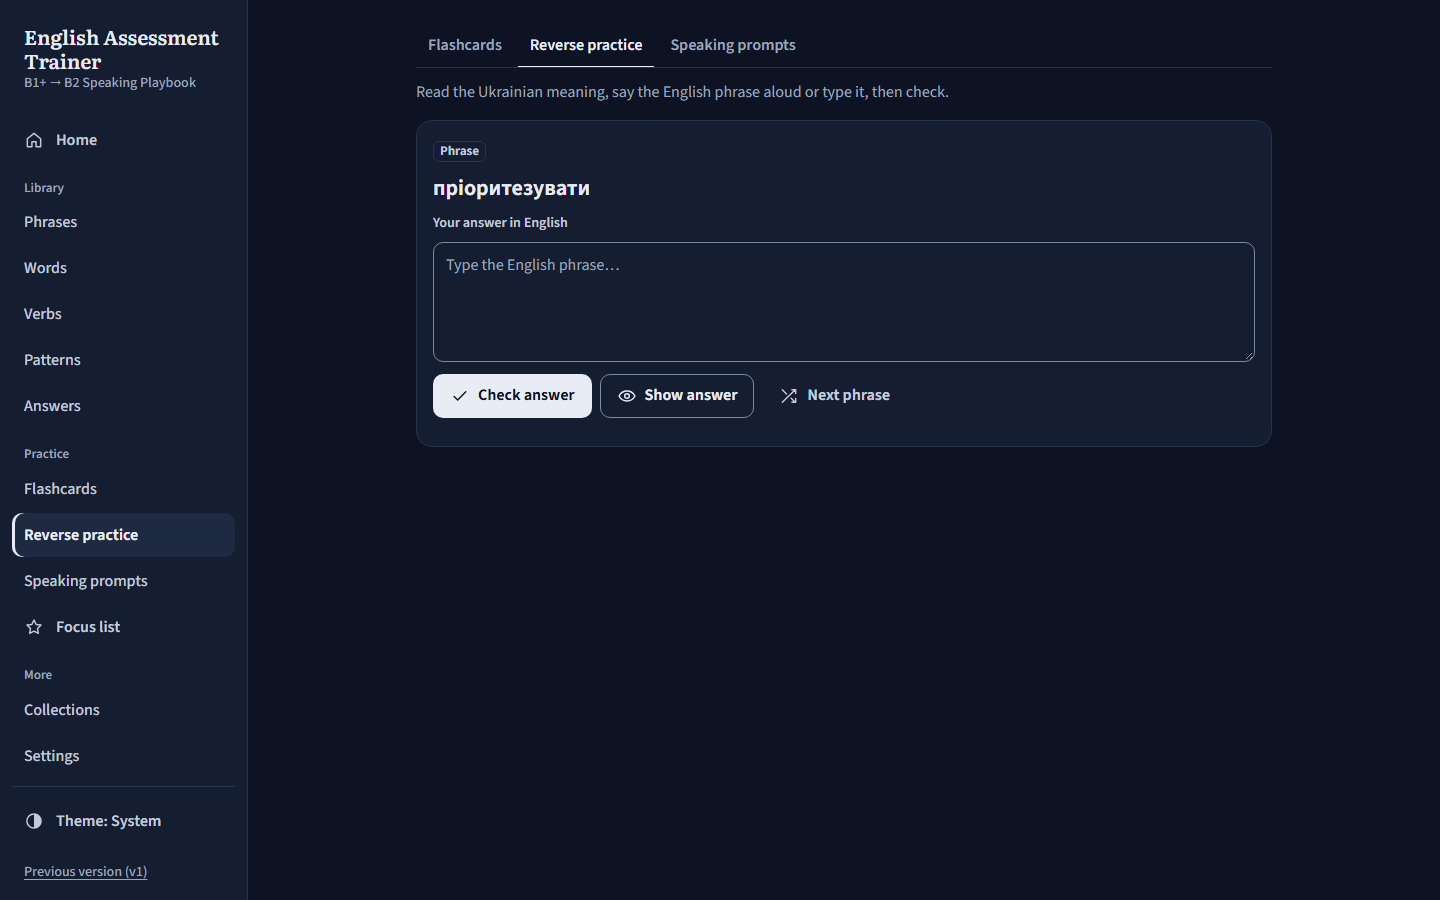 English Assessment
Trainer
B1+ → B2 Speaking Playbook
Home
Library
Phrases
Words
Verbs
Patterns
Answers
Practice
Flashcards
Reverse practice
Speaking prompts
Focus list
More
Collections
Settings
Theme: System
Previous version (v1)
Flashcards Reverse practice Speaking prompts
Read the Ukrainian meaning, say the English phrase aloud or type it, then check.
Phrase
пріоритезувати
Your answer in English
Type the English phrase…
Check answer Show answer Next phrase